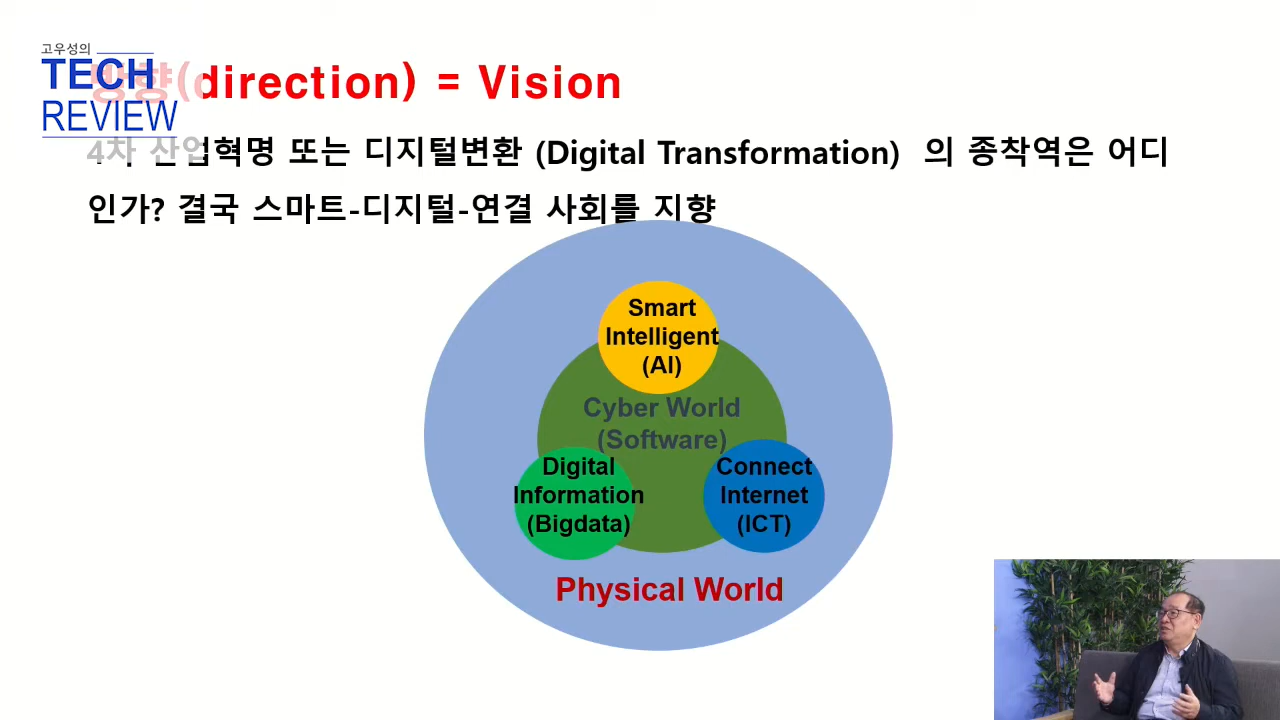 고우성의
TECH
REVIEW
방향(direction) = Vision
4차 산업혁명 또는 디지털변환 (Digital Transformation) 의 종착역은 어디
인가? 결국 스마트-디지털-연결 사회를 지향
Smart
Intelligent
(AI)
Cyber World
(Software)
Digital
Information
(Bigdata)
Connect
Internet
(ICT)
Physical World